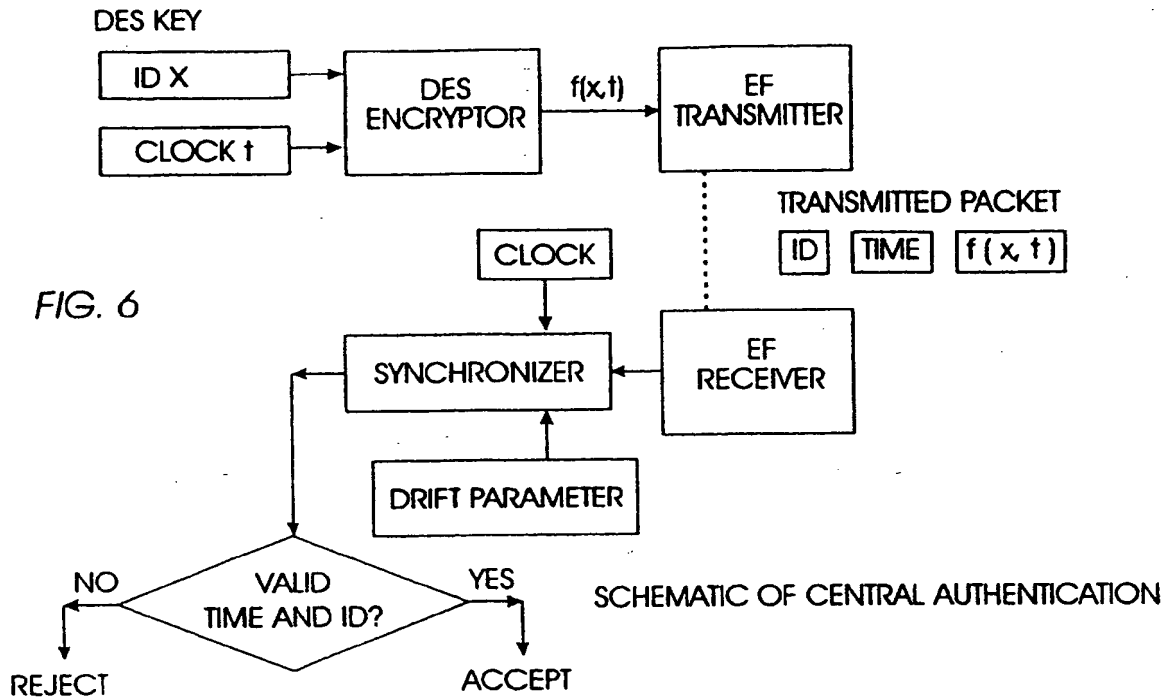 DES KEY
ID X
CLOCK t
DES
ENCRYPTOR
f(x,t)
EF
TRANSMITTER
TRANSMITTED PACKET
ID TIME f ( x, t )
CLOCK
FIG. 6
SYNCHRONIZER
EF
RECEIVER
DRIFT PARAMETER
NO
VALID
TIME AND ID?
YES
SCHEMATIC OF CENTRAL AUTHENTICATION
REJECT
ACCEPT